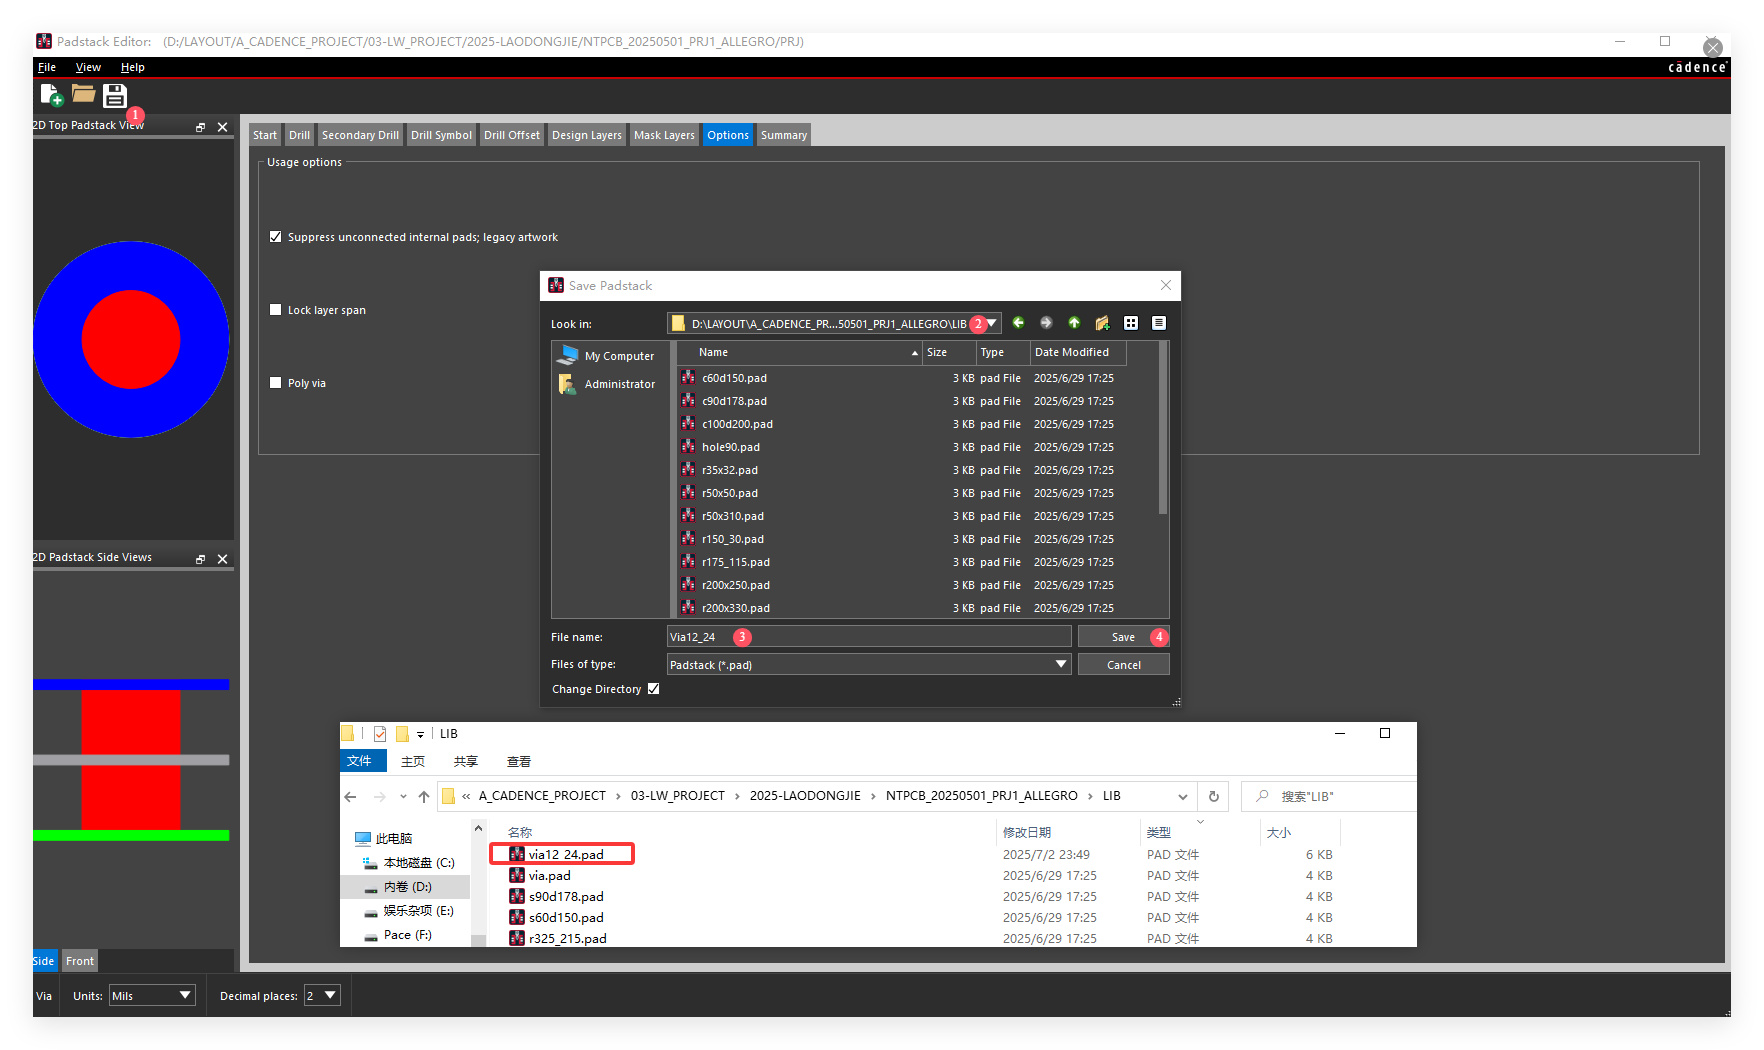 Padstack Editor: (D:/LAYOUT/A_CADENCE_PROJECT/03-LW_PROJECT/2025-LAODONGJIE/NTPCB_20250501_PRJ1_ALLEGRO/PRJ)
File View Help
cādence
1
2D Top Padstack View
Start Drill Secondary Drill Drill Symbol Drill Offset Design Layers Mask Layers Options Summary
Usage options
Suppress unconnected internal pads; legacy artwork
Lock layer span
Poly via
Save Padstack
Look in: D:\LAYOUT\A_CADENCE_PR...50501_PRJ1_ALLEGRO\LIB 2
My Computer
Administrator
Name Size Type Date Modified
c60d150.pad 3 KB pad File 2025/6/29 17:25
c90d178.pad 3 KB pad File 2025/6/29 17:25
c100d200.pad 3 KB pad File 2025/6/29 17:25
hole90.pad 3 KB pad File 2025/6/29 17:25
r35x32.pad 3 KB pad File 2025/6/29 17:25
r50x50.pad 3 KB pad File 2025/6/29 17:25
r50x310.pad 3 KB pad File 2025/6/29 17:25
r150_30.pad 3 KB pad File 2025/6/29 17:25
r175_115.pad 3 KB pad File 2025/6/29 17:25
r200x250.pad 3 KB pad File 2025/6/29 17:25
r200x330.pad 3 KB pad File 2025/6/29 17:25
File name: Via12_24 3 Save 4
Files of type: Padstack (*.pad) Cancel
Change Directory
2D Padstack Side Views
LIB
文件 主页 共享 查看
« A_CADENCE_PROJECT > 03-LW_PROJECT > 2025-LAODONGJIE > NTPCB_20250501_PRJ1_ALLEGRO > LIB
搜索"LIB"
此电脑
本地磁盘 (C:)
内卷 (D:)
娱乐杂项 (E:)
Pace (F:)
名称 修改日期 类型 大小
via12_24.pad 2025/7/2 23:49 PAD 文件 6 KB
via.pad 2025/6/29 17:25 PAD 文件 4 KB
s90d178.pad 2025/6/29 17:25 PAD 文件 4 KB
s60d150.pad 2025/6/29 17:25 PAD 文件 4 KB
r325_215.pad 2025/6/29 17:25 PAD 文件 4 KB
Side Front
Via Units: Mils Decimal places: 2